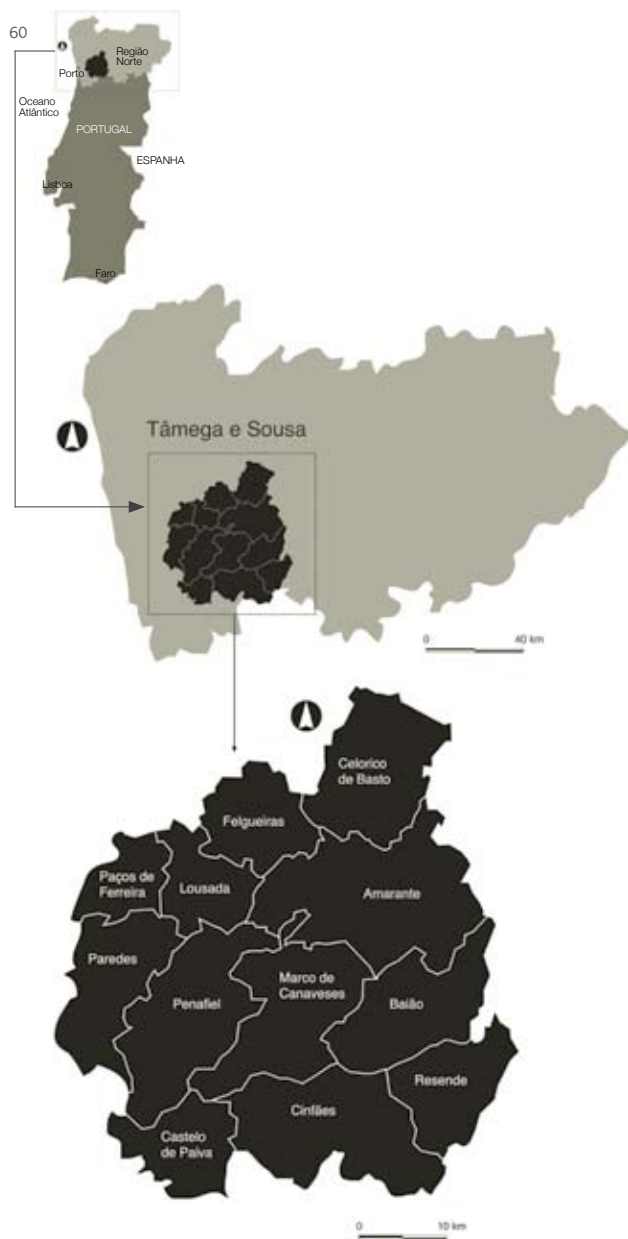 60
Região
Norte
Porto
Oceano
Atlântico
PORTUGAL
ESPANHA
Lisboa
Faro
Tâmega e Sousa
0 40 km
Celorico
de Basto
Felgueiras
Paços de
Ferreira
Lousada
Amarante
Paredes
Marco de
Canaveses
Penafiel
Baião
Resende
Cinfães
Castelo
de Paiva
0 10 km